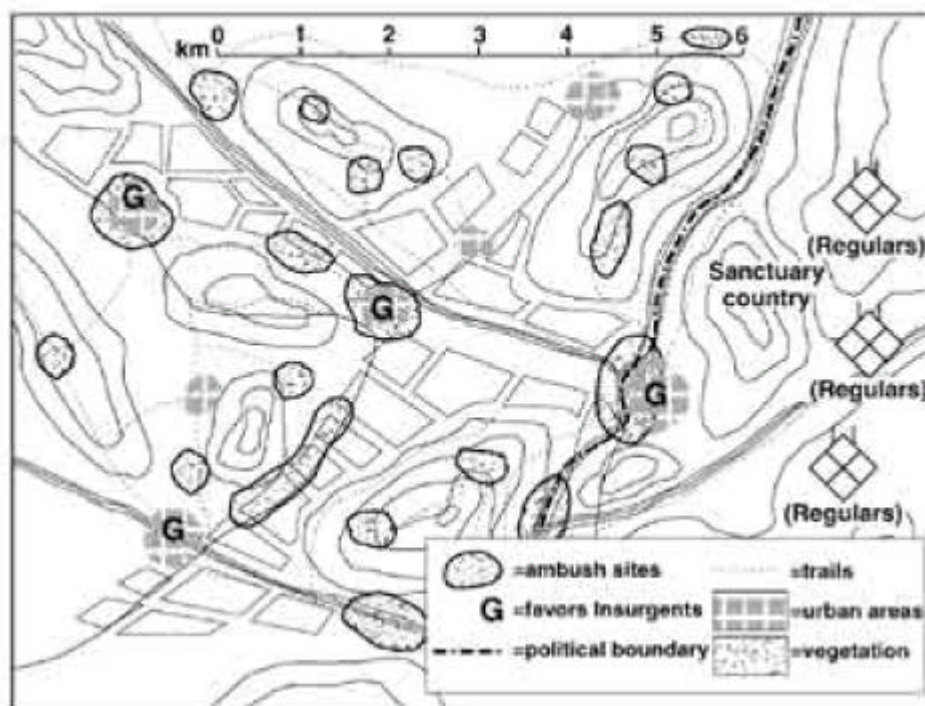 km 0 1 2 3 4 5 6
G
(Regulars)
G
Sanctuary
country
(Regulars)
G
(Regulars)
G
=ambush sites
=trails
G =favors Insurgents
=urban areas
=political boundary
=vegetation